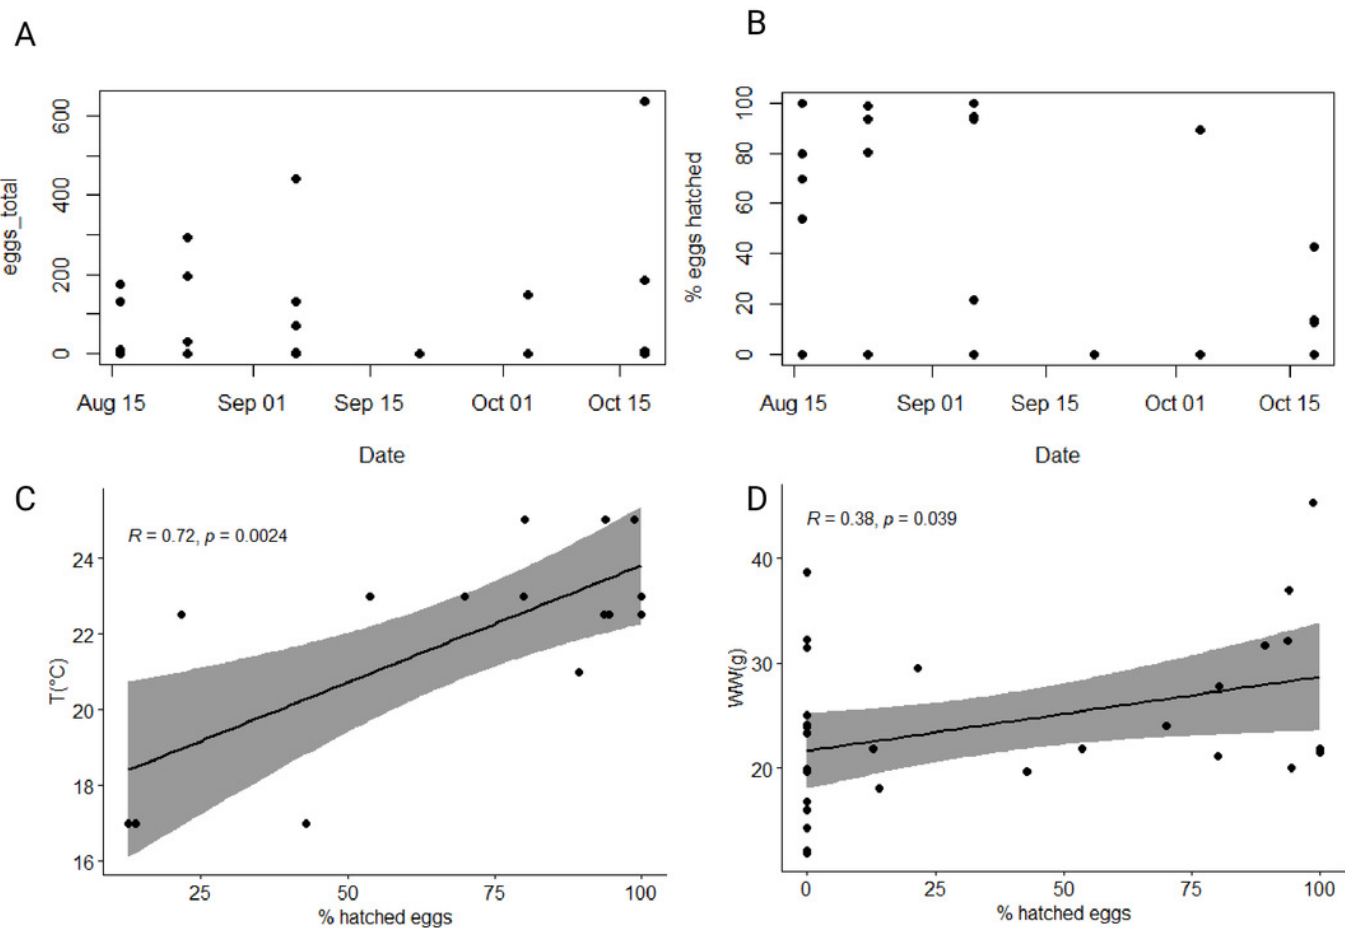 A
eggs_total
600
400
200
0
Aug 15 Sep 01 Sep 15 Oct 01 Oct 15
Date
B
% eggs hatched
100
80
60
40
20
0
Aug 15 Sep 01 Sep 15 Oct 01 Oct 15
Date
C
R = 0.72, p = 0.0024
T(°C)
24
22
20
18
16
25 50 75 100
% hatched eggs
D
R = 0.38, p = 0.039
WW(g)
40
30
20
0 25 50 75 100
% hatched eggs